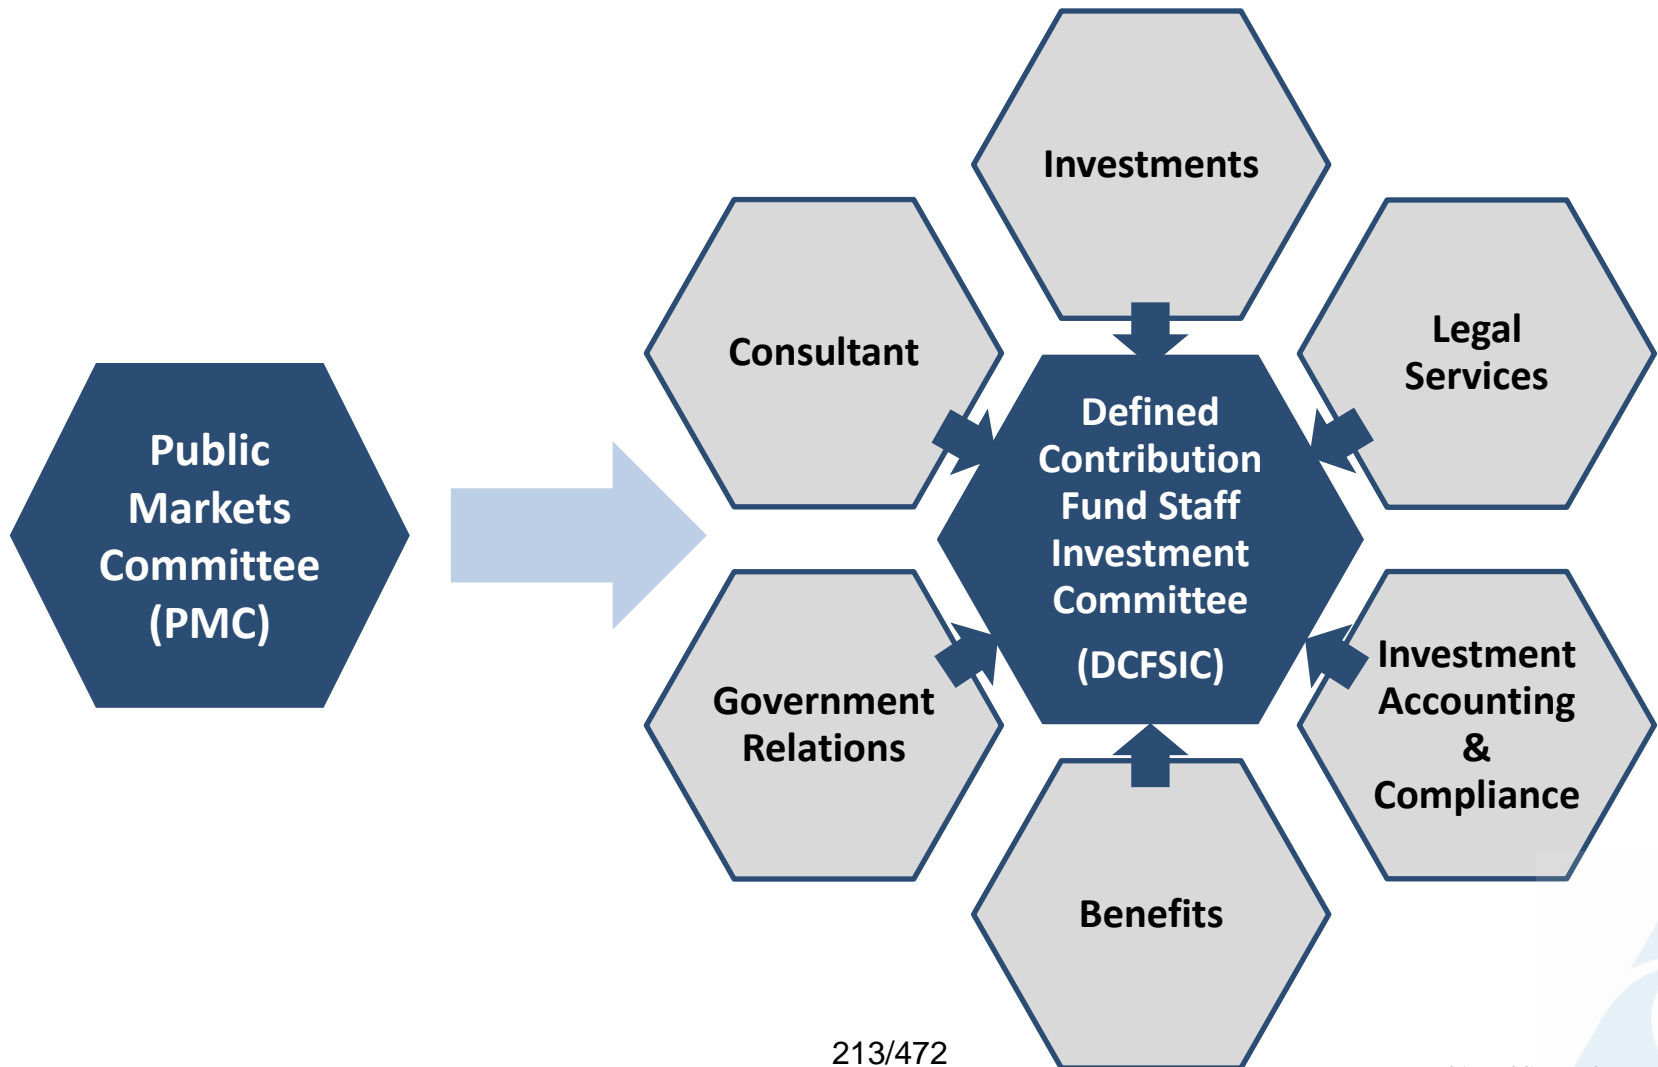 Public
Markets
Committee
(PMC)
Investments
Consultant
Legal
Services
Defined
Contribution
Fund Staff
Investment
Committee
(DCFSIC)
Government
Relations
Investment
Accounting
&
Compliance
Benefits
213/472